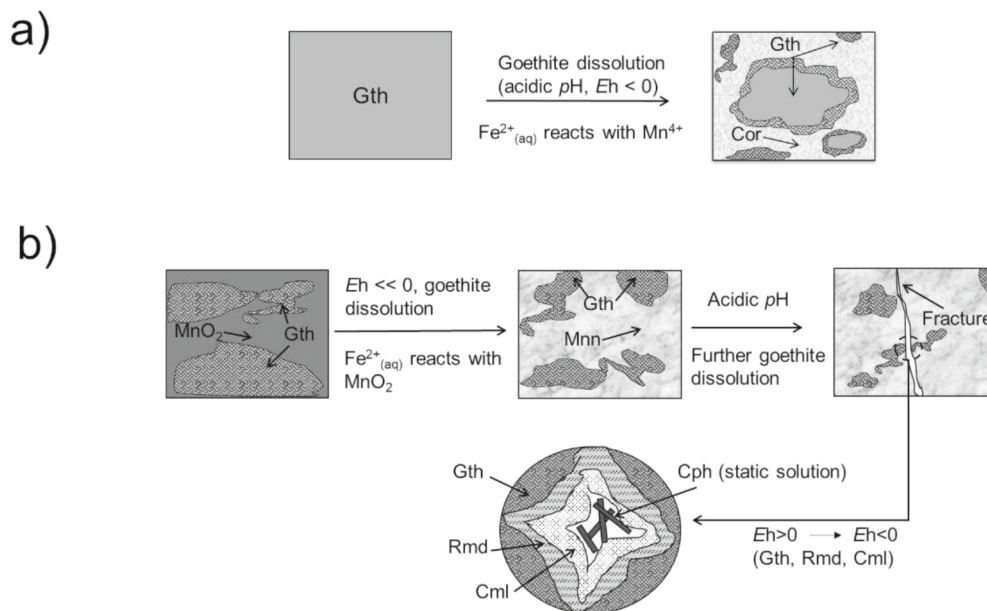 a)
Gth
Goethite dissolution
(acidic pH, Eh < 0)
Fe²⁺(aq) reacts with Mn⁴⁺
Gth
Cor
b)
MnO₂
Gth
Eh << 0, goethite
dissolution
Fe²⁺(aq) reacts with
MnO₂
Gth
Mnn
Acidic pH
Further goethite
dissolution
Fracture
Gth
Rmd
Cml
Cph (static solution)
Eh>0 → Eh<0
(Gth, Rmd, Cml)